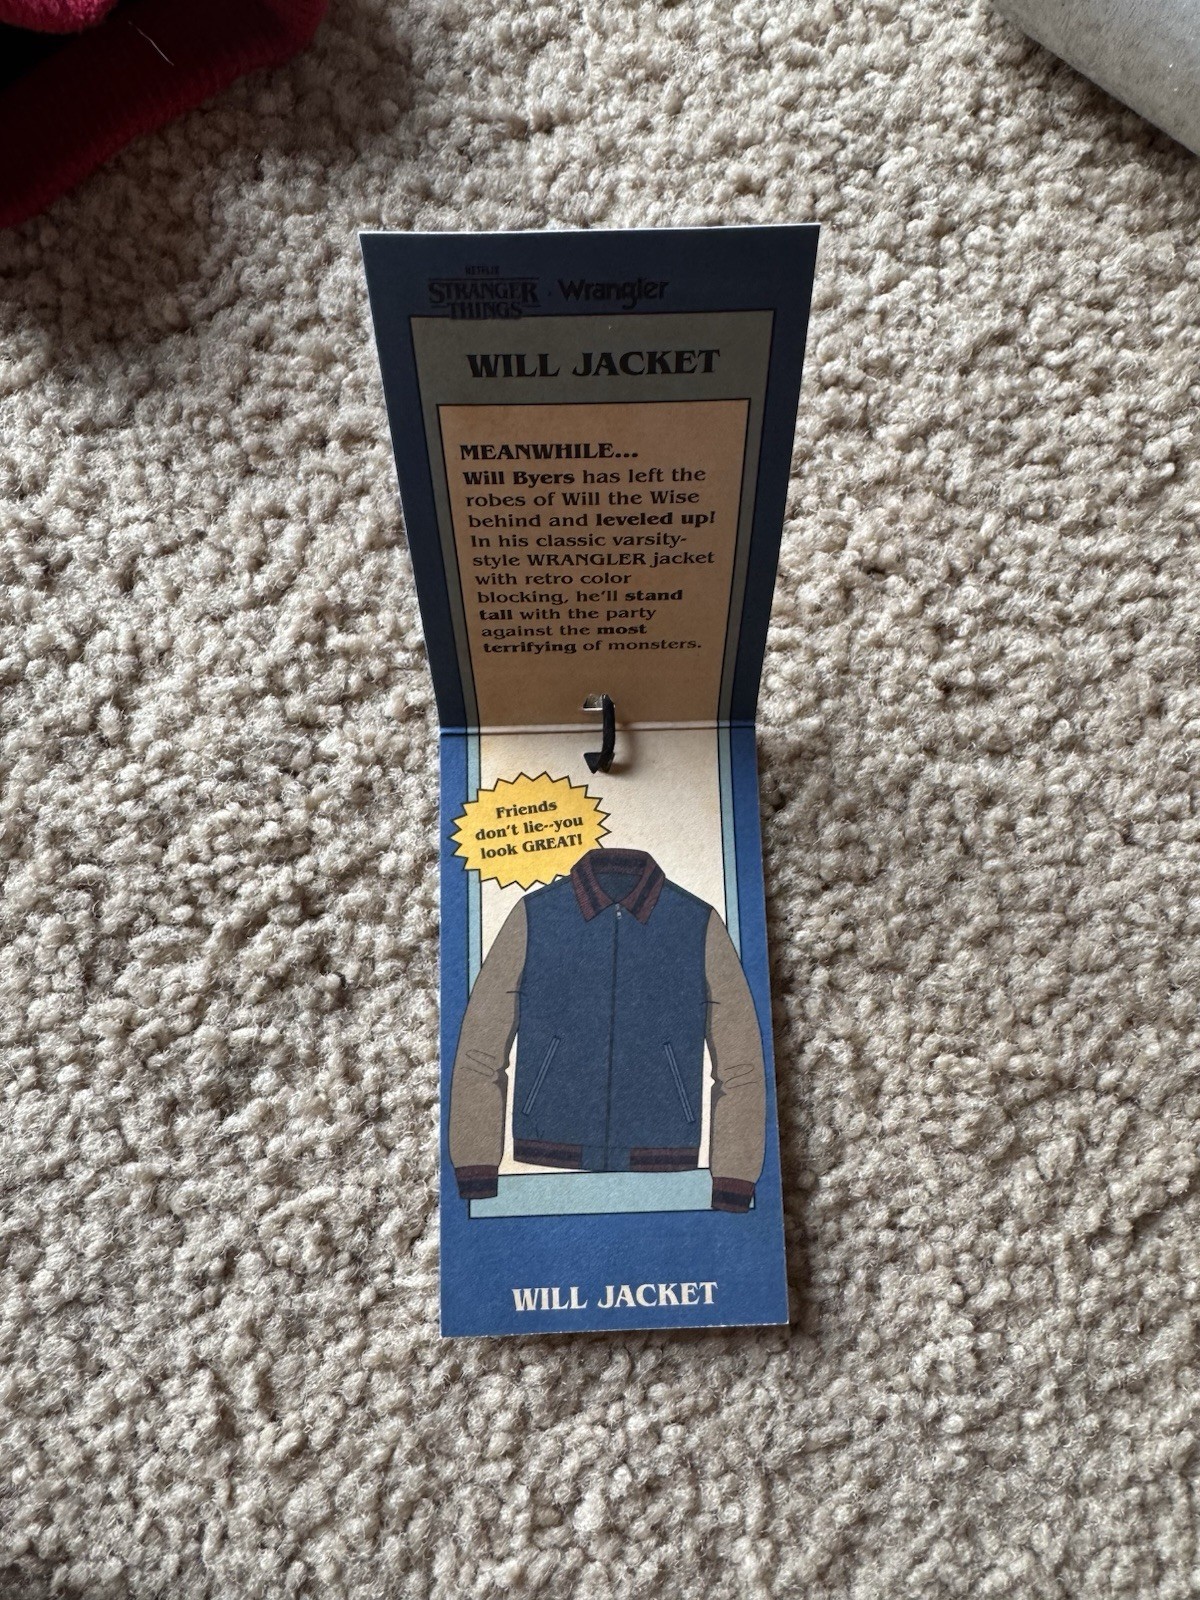 NETFLIX
STRANGER
THINGS
Wrangler
WILL JACKET
MEANWHILE...
Will Byers has left the
robes of Will the Wise
behind and leveled up!
In his classic varsity-
style WRANGLER jacket
with retro color
blocking, he'll stand
tall with the party
against the most
terrifying of monsters.
Friends
don't lie--you
look GREAT!
WILL JACKET